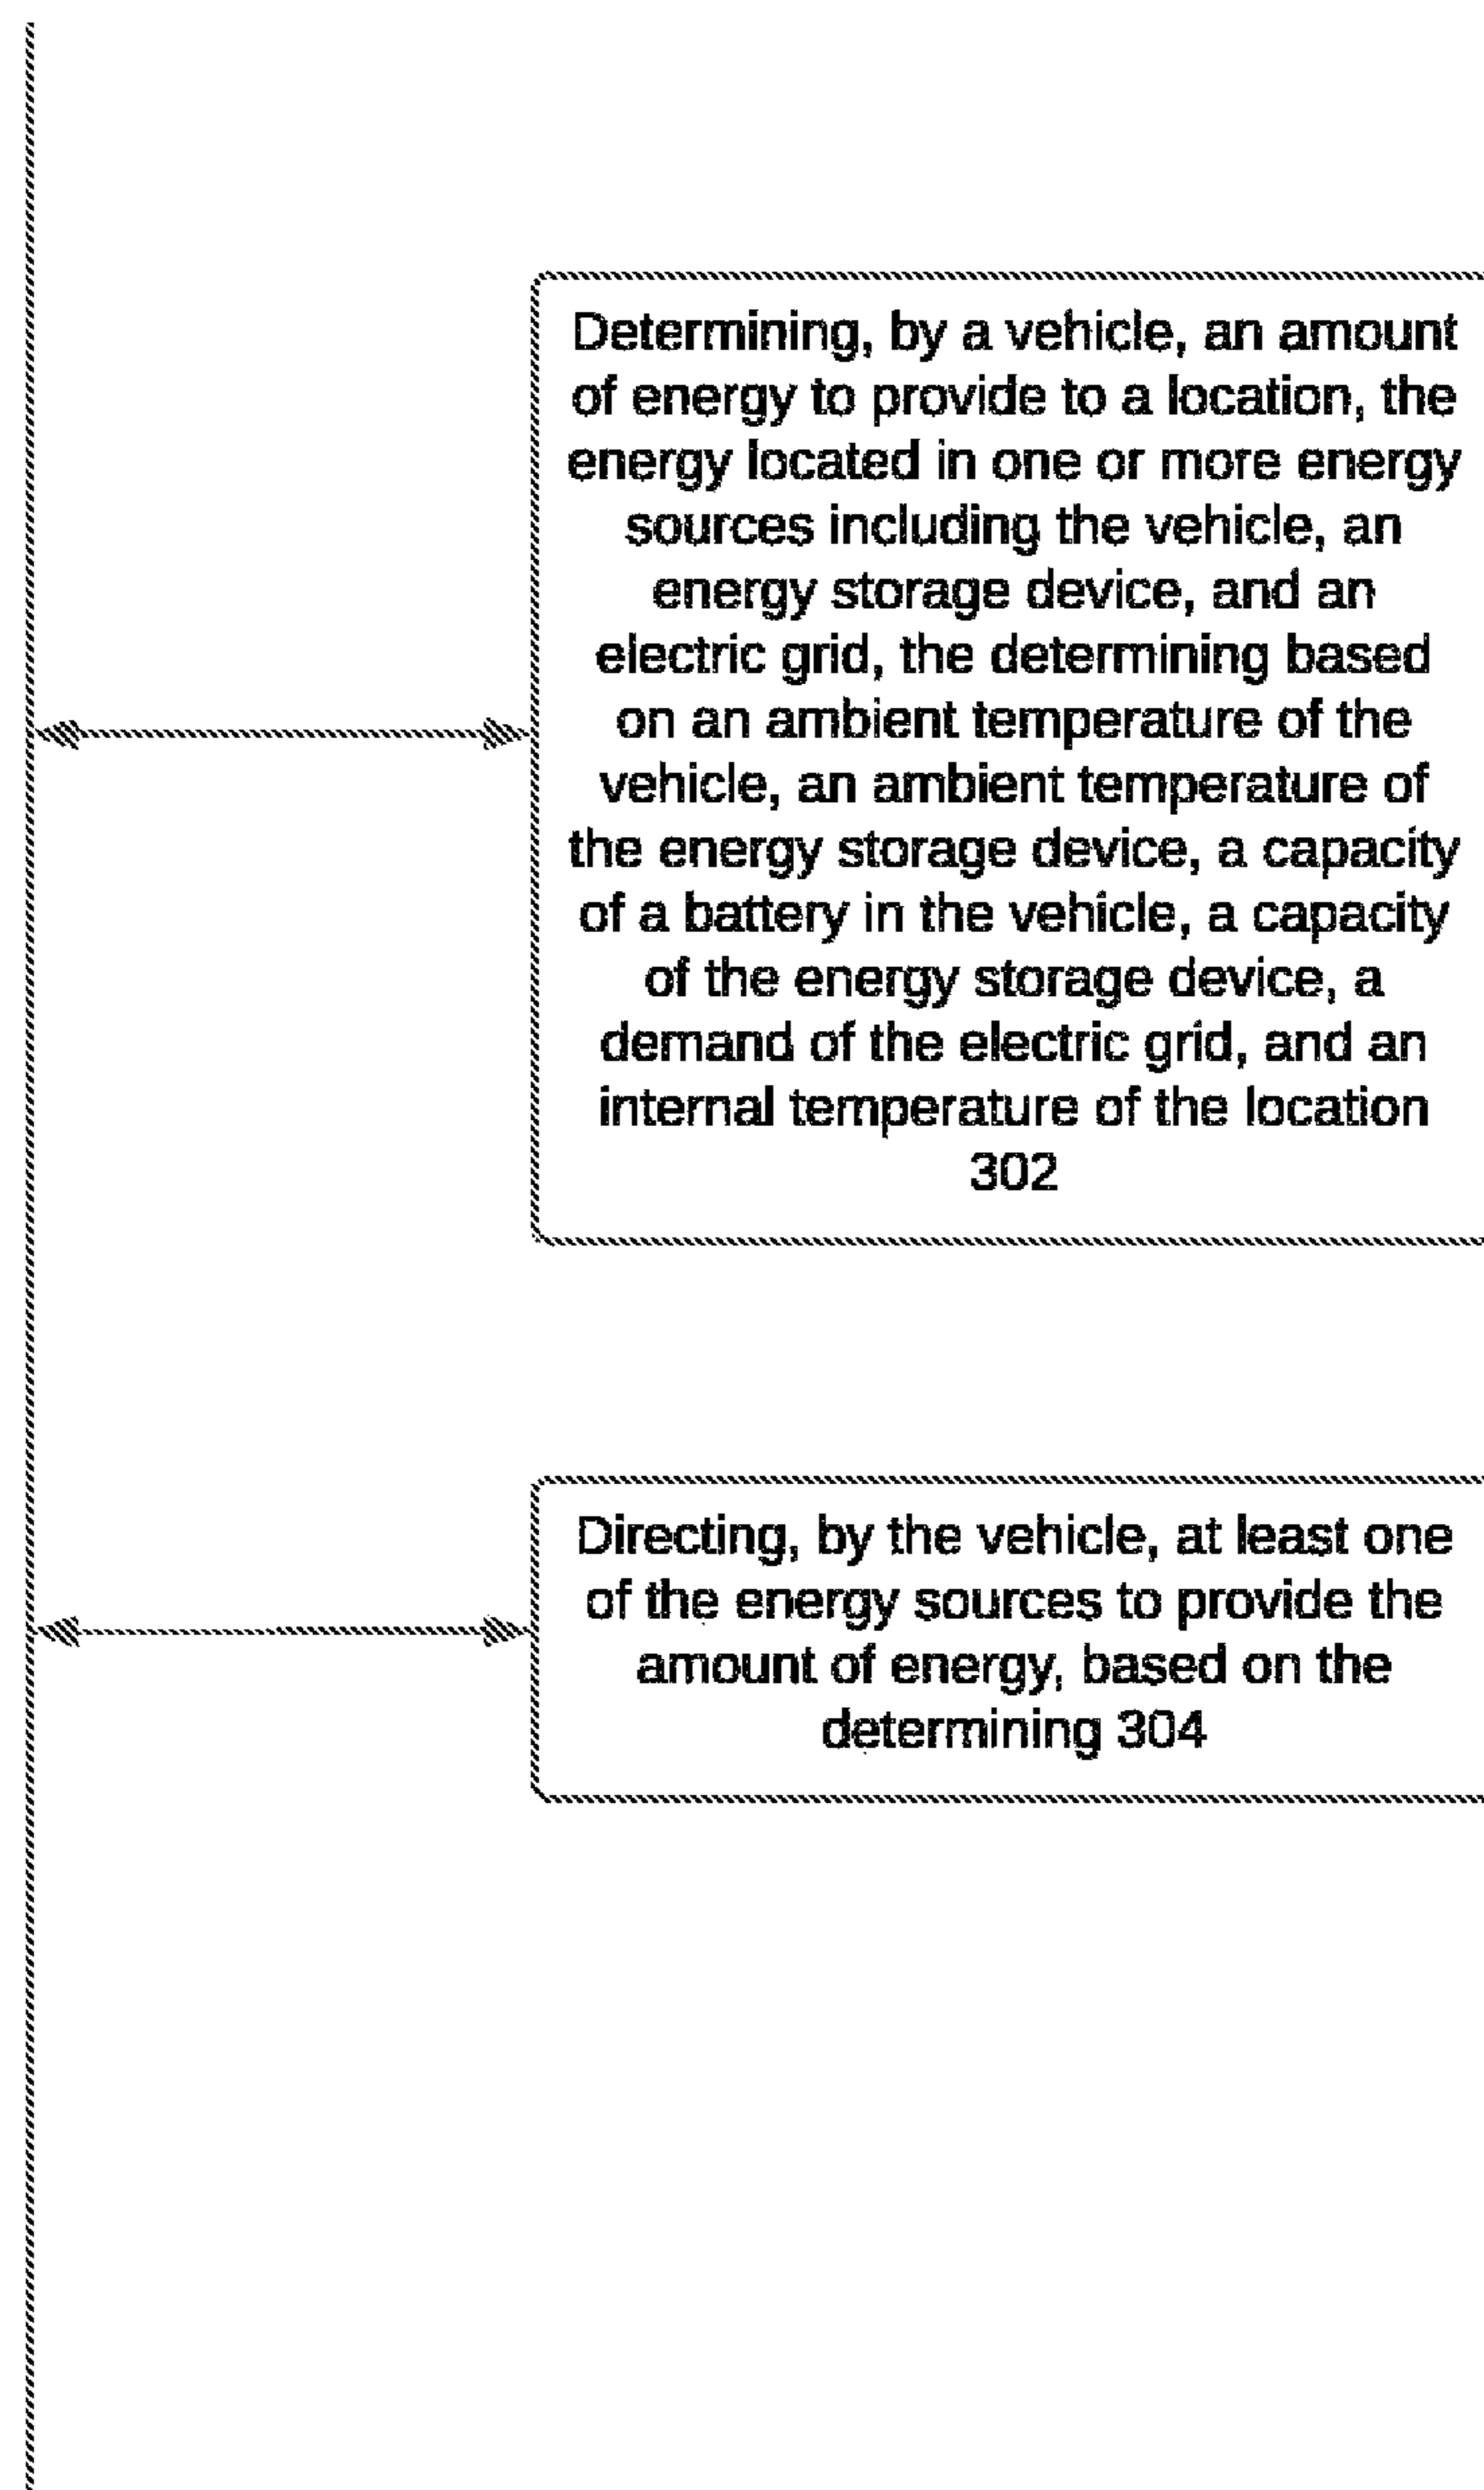 Determining, by a vehicle, an amount
of energy to provide to a location, the
energy located in one or more energy
sources including the vehicle, an
energy storage device, and an
electric grid, the determining based
on an ambient temperature of the
vehicle, an ambient temperature of
the energy storage device, a capacity
of a battery in the vehicle, a capacity
of the energy storage device, a
demand of the electric grid, and an
internal temperature of the location
302
Directing, by the vehicle, at least one
of the energy sources to provide the
amount of energy, based on the
determining 304